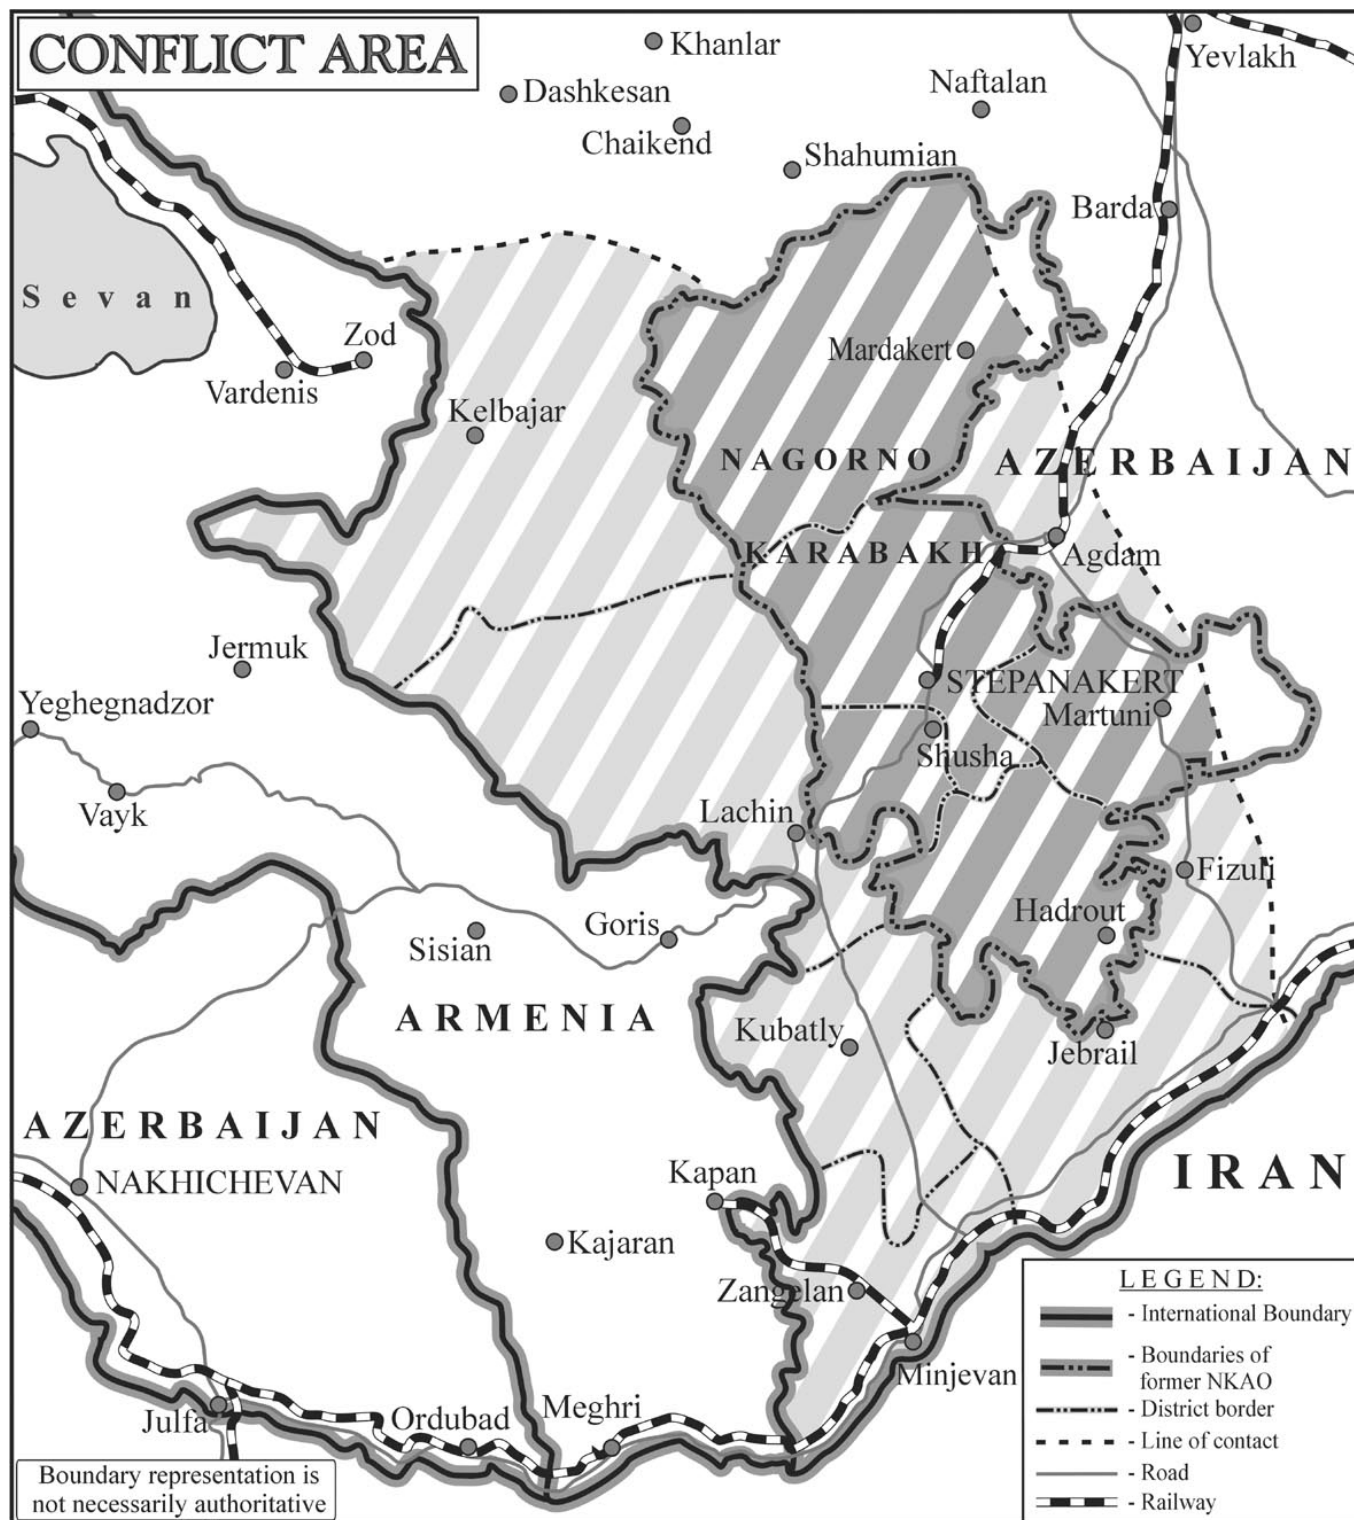 CONFLICT AREA
Khanlar
Yevlakh
Dashkesan
Naftalan
Chaikend
Shahumian
Barda
Sevan
Zod
Mardakert
Vardenis
Kelbajar
NAGORNO
AZERBAIJAN
KARABAKH
Agdam
Jermuk
STEPANAKERT
Yeghegnadzor
Martuni
Shusha
Vayk
Lachin
Fizuli
Hadrout
Goris
Sisian
ARMENIA
Kubatly
Jebrail
AZERBAIJAN
IRAN
NAKHICHEVAN
Kapan
Kajaran
Zangelan
Minjevan
Meghri
Ordubad
Julfa
Boundary representation is
not necessarily authoritative
LEGEND:
- International Boundary
- Boundaries of
former NKAO
- District border
- Line of contact
- Road
- Railway